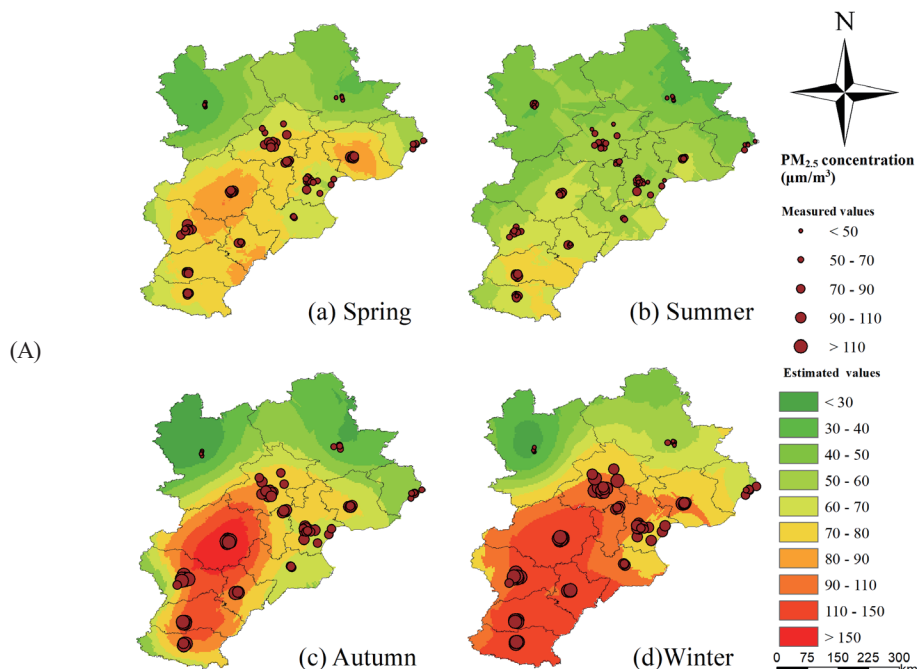 N
PM2.5 concentration
(μm/m³)
Measured values
< 50
50 - 70
70 - 90
90 - 110
> 110
(a) Spring
(b) Summer
(A)
Estimated values
< 30
30 - 40
40 - 50
50 - 60
60 - 70
70 - 80
80 - 90
90 - 110
110 - 150
> 150
(c) Autumn
(d)Winter
0 75 150 225 300
km